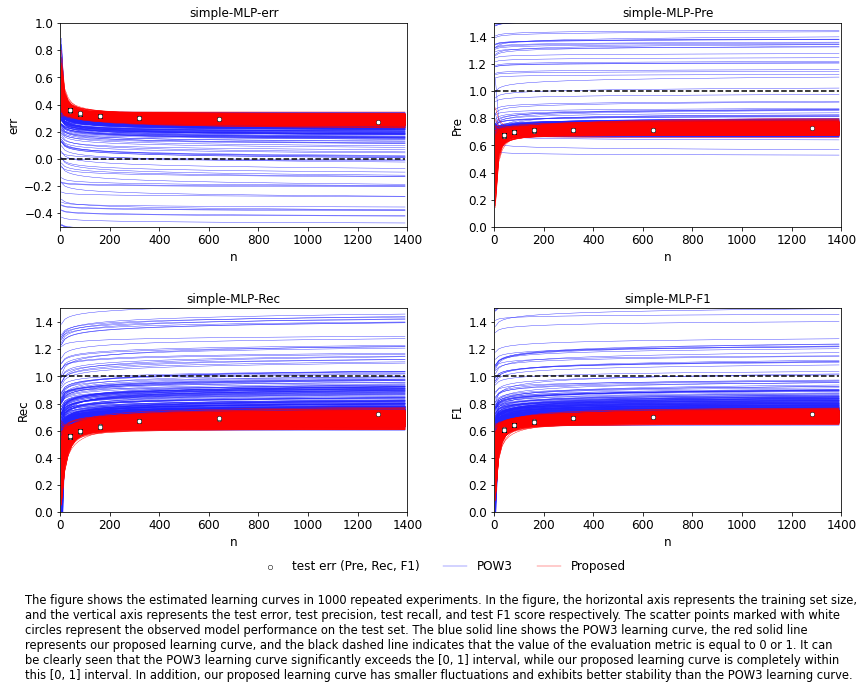 simple-MLP-err
1.0
0.8
0.6
0.4
0.2
0.0
−0.2
−0.4
err
0 200 400 600 800 1000 1200 1400
n
simple-MLP-Pre
1.4
1.2
1.0
0.8
0.6
0.4
0.2
0.0
Pre
0 200 400 600 800 1000 1200 1400
n
simple-MLP-Rec
1.4
1.2
1.0
0.8
0.6
0.4
0.2
0.0
Rec
0 200 400 600 800 1000 1200 1400
n
simple-MLP-F1
1.4
1.2
1.0
0.8
0.6
0.4
0.2
0.0
F1
0 200 400 600 800 1000 1200 1400
n
test err (Pre, Rec, F1) POW3 Proposed
The figure shows the estimated learning curves in 1000 repeated experiments. In the figure, the horizontal axis represents the training set size,
and the vertical axis represents the test error, test precision, test recall, and test F1 score respectively. The scatter points marked with white
circles represent the observed model performance on the test set. The blue solid line shows the POW3 learning curve, the red solid line
represents our proposed learning curve, and the black dashed line indicates that the value of the evaluation metric is equal to 0 or 1. It can
be clearly seen that the POW3 learning curve significantly exceeds the [0, 1] interval, while our proposed learning curve is completely within
this [0, 1] interval. In addition, our proposed learning curve has smaller fluctuations and exhibits better stability than the POW3 learning curve.